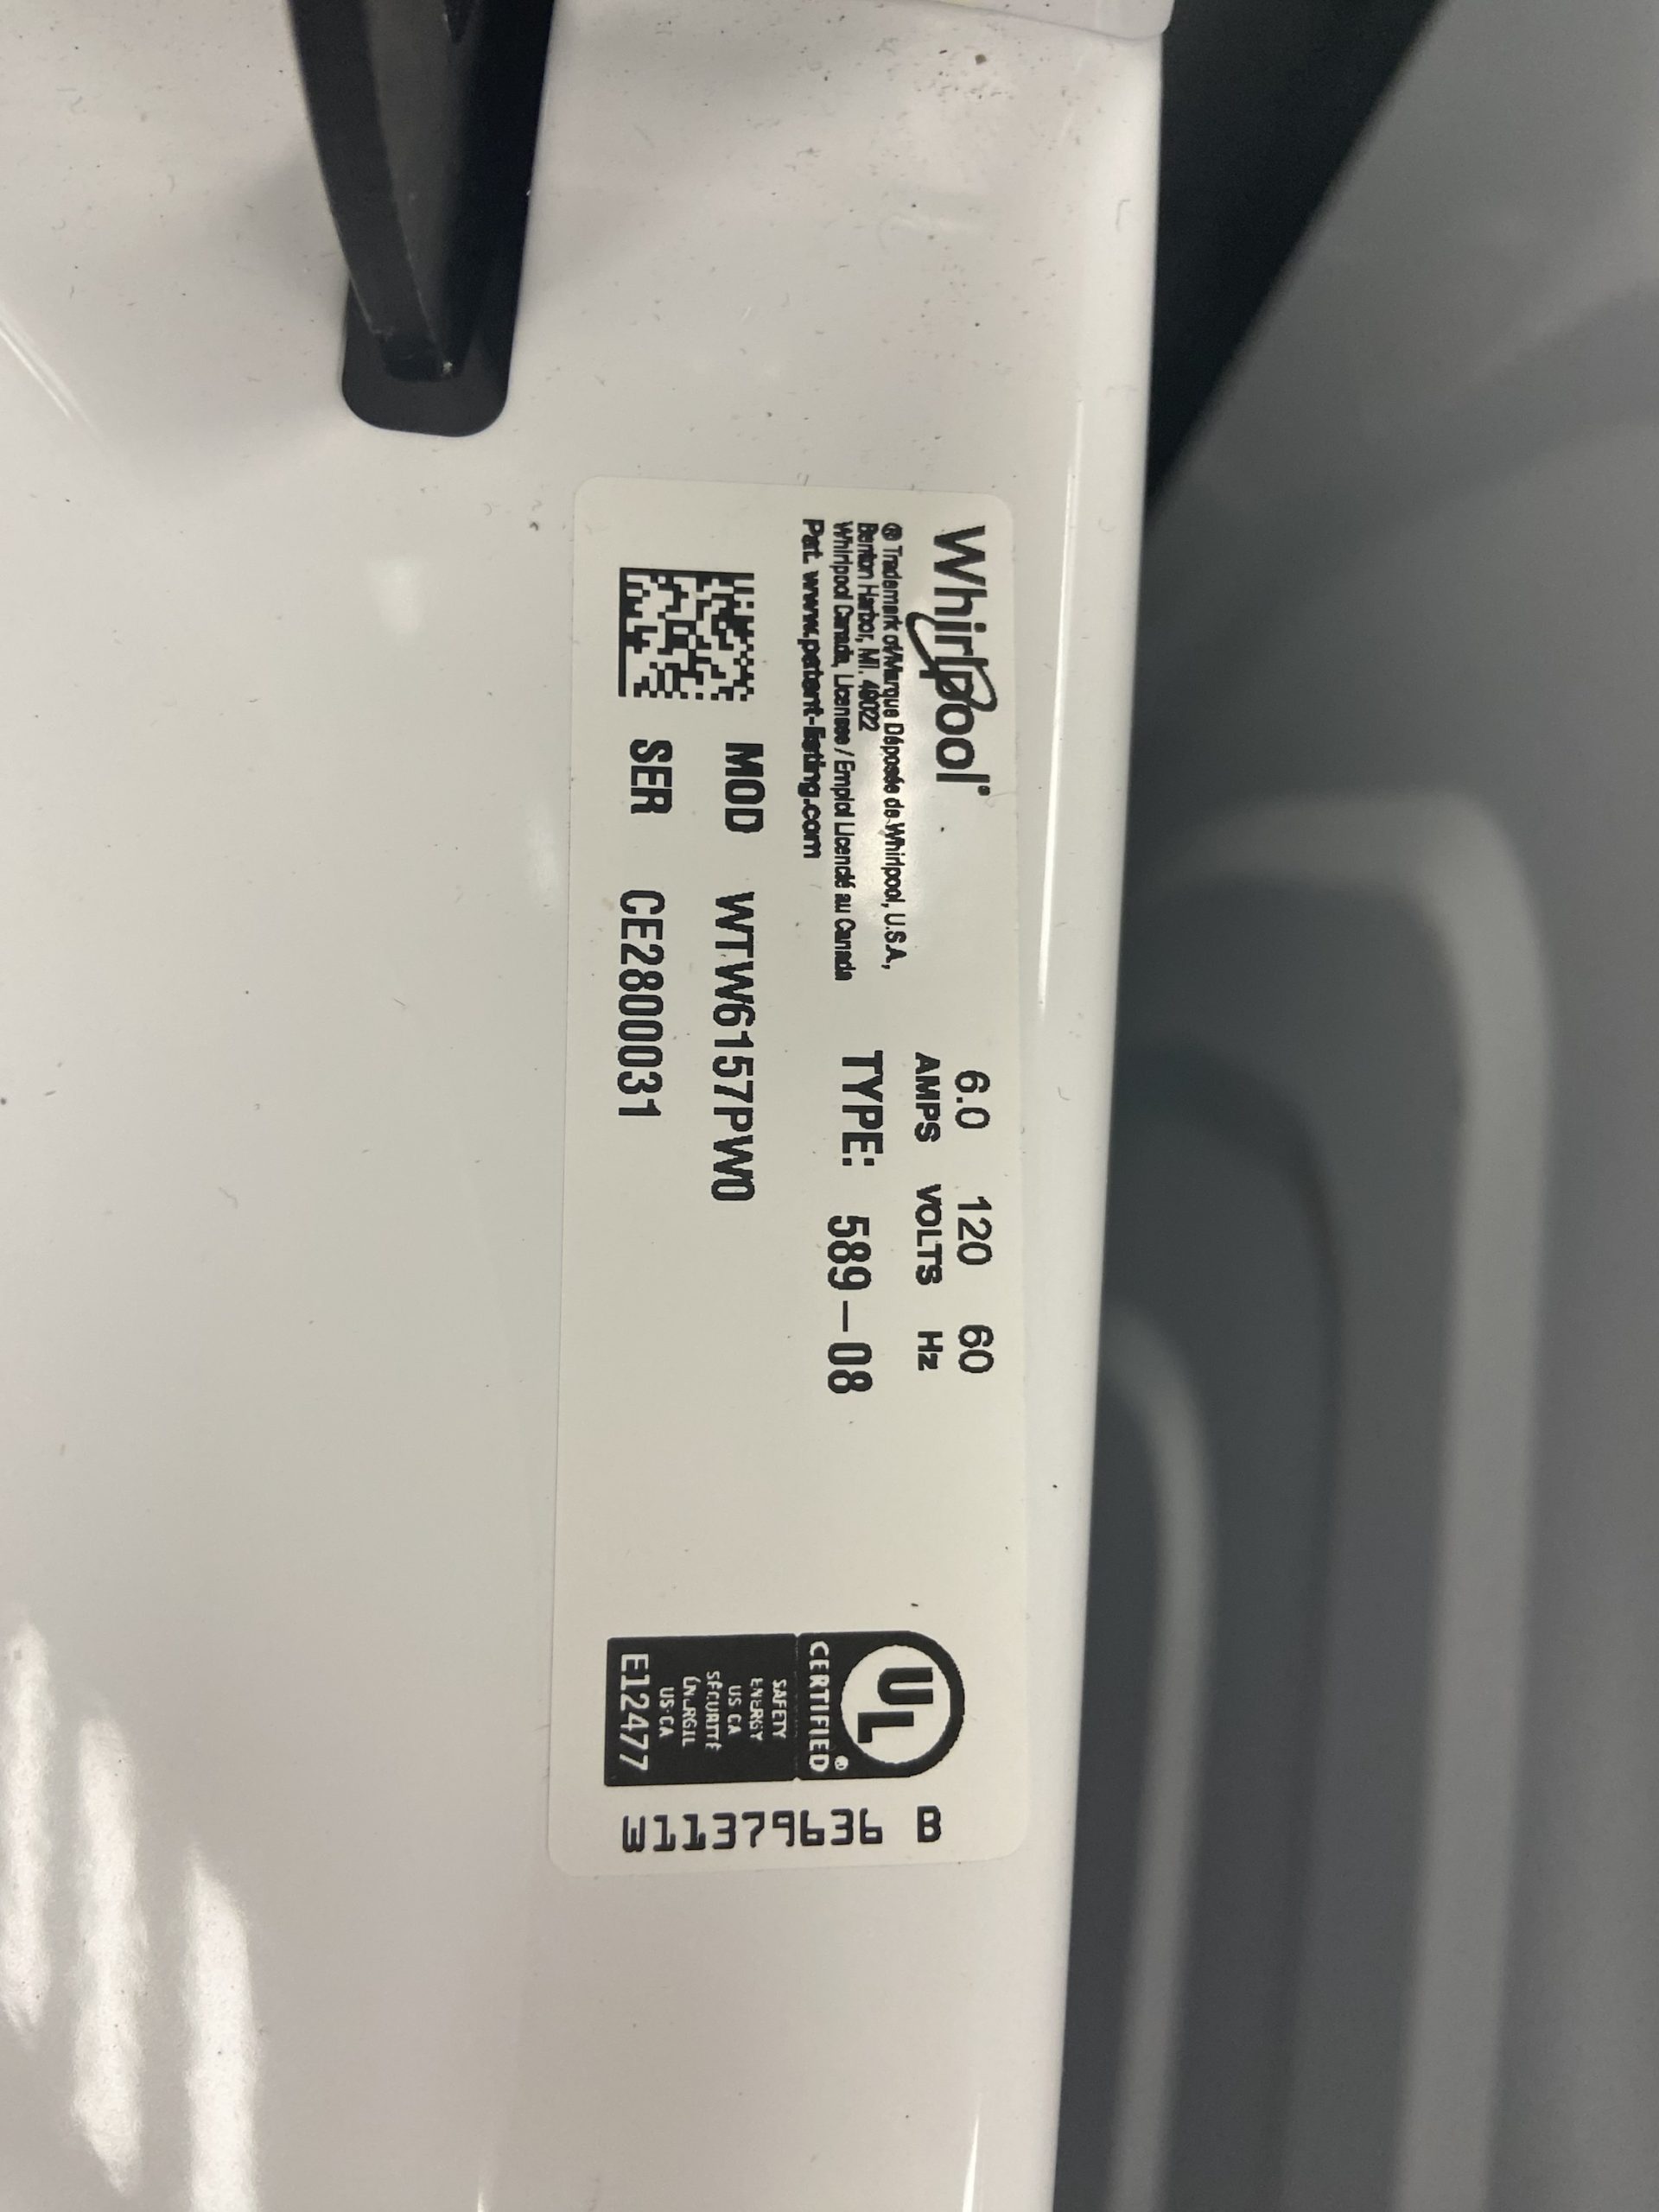 Whirlpool®
® Trademark of/Marque Déposée de Whirlpool, U.S.A.,
Benton Harbor, MI. 49022
Whirlpool Canada, Licensee / Emploi Licencié au Canada
Pat. www.patent-listing.com
6.0 120 60
AMPS VOLTS Hz
TYPE: 589-08
MOD WTW6157PW0
SER CE2800031
UL
CERTIFIED®
SAFETY
ENERGY
US CA
SÉCURITÉ
ÉNERGIE
US-CA
E12477
W11379636 B